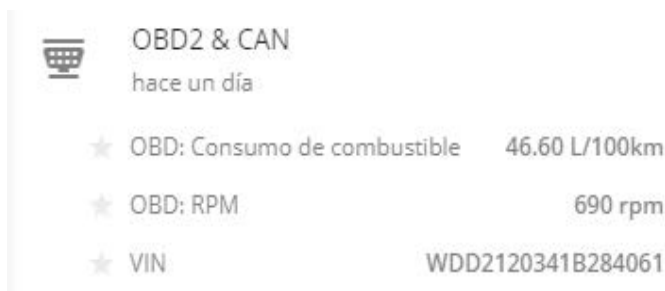 OBD2 & CAN
hace un día
OBD: Consumo de combustible 46.60 L/100km
OBD: RPM 690 rpm
VIN WDD2120341B284061